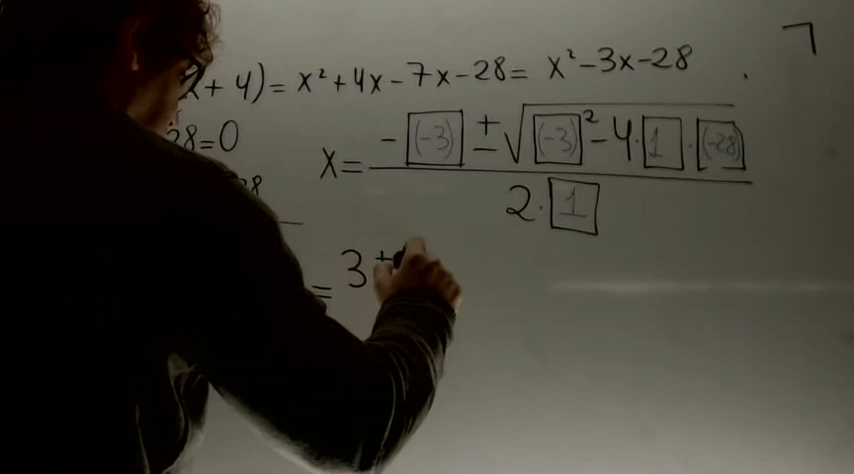 x + 4) = x² + 4x - 7x - 28 = x² - 3x - 28
28 = 0
x = (-(-3) ± √((-3)² - 4 · 1 · (-28))) / (2 · 1)
28
= 3 ±